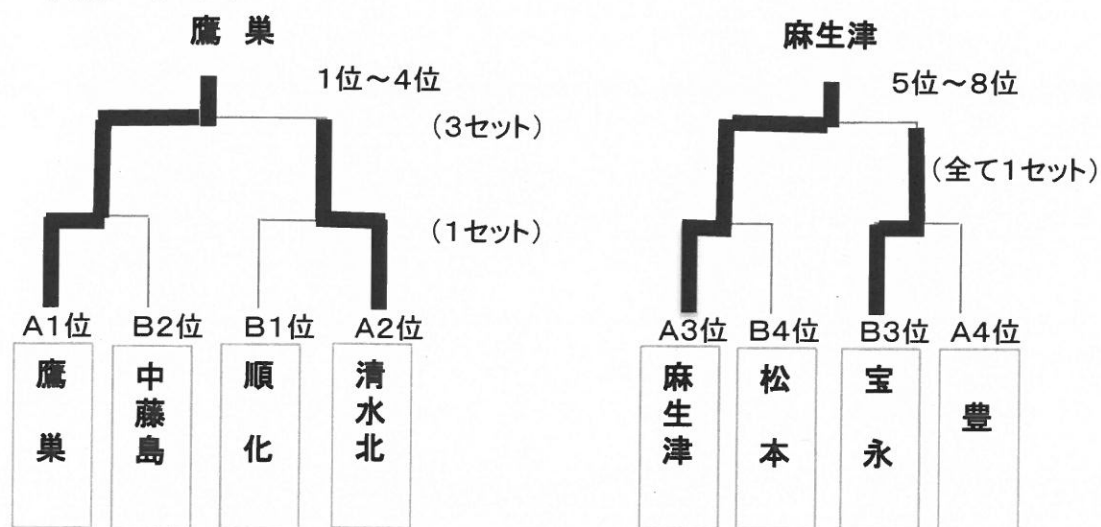 鷹巣
麻生津
1位～4位
5位～8位
(3セット)
(全て1セット)
(1セット)
A1位 B2位 B1位 A2位
A3位 B4位 B3位 A4位
鷹巣
中藤島
順化
清水北
麻生津
松本
宝永
豊